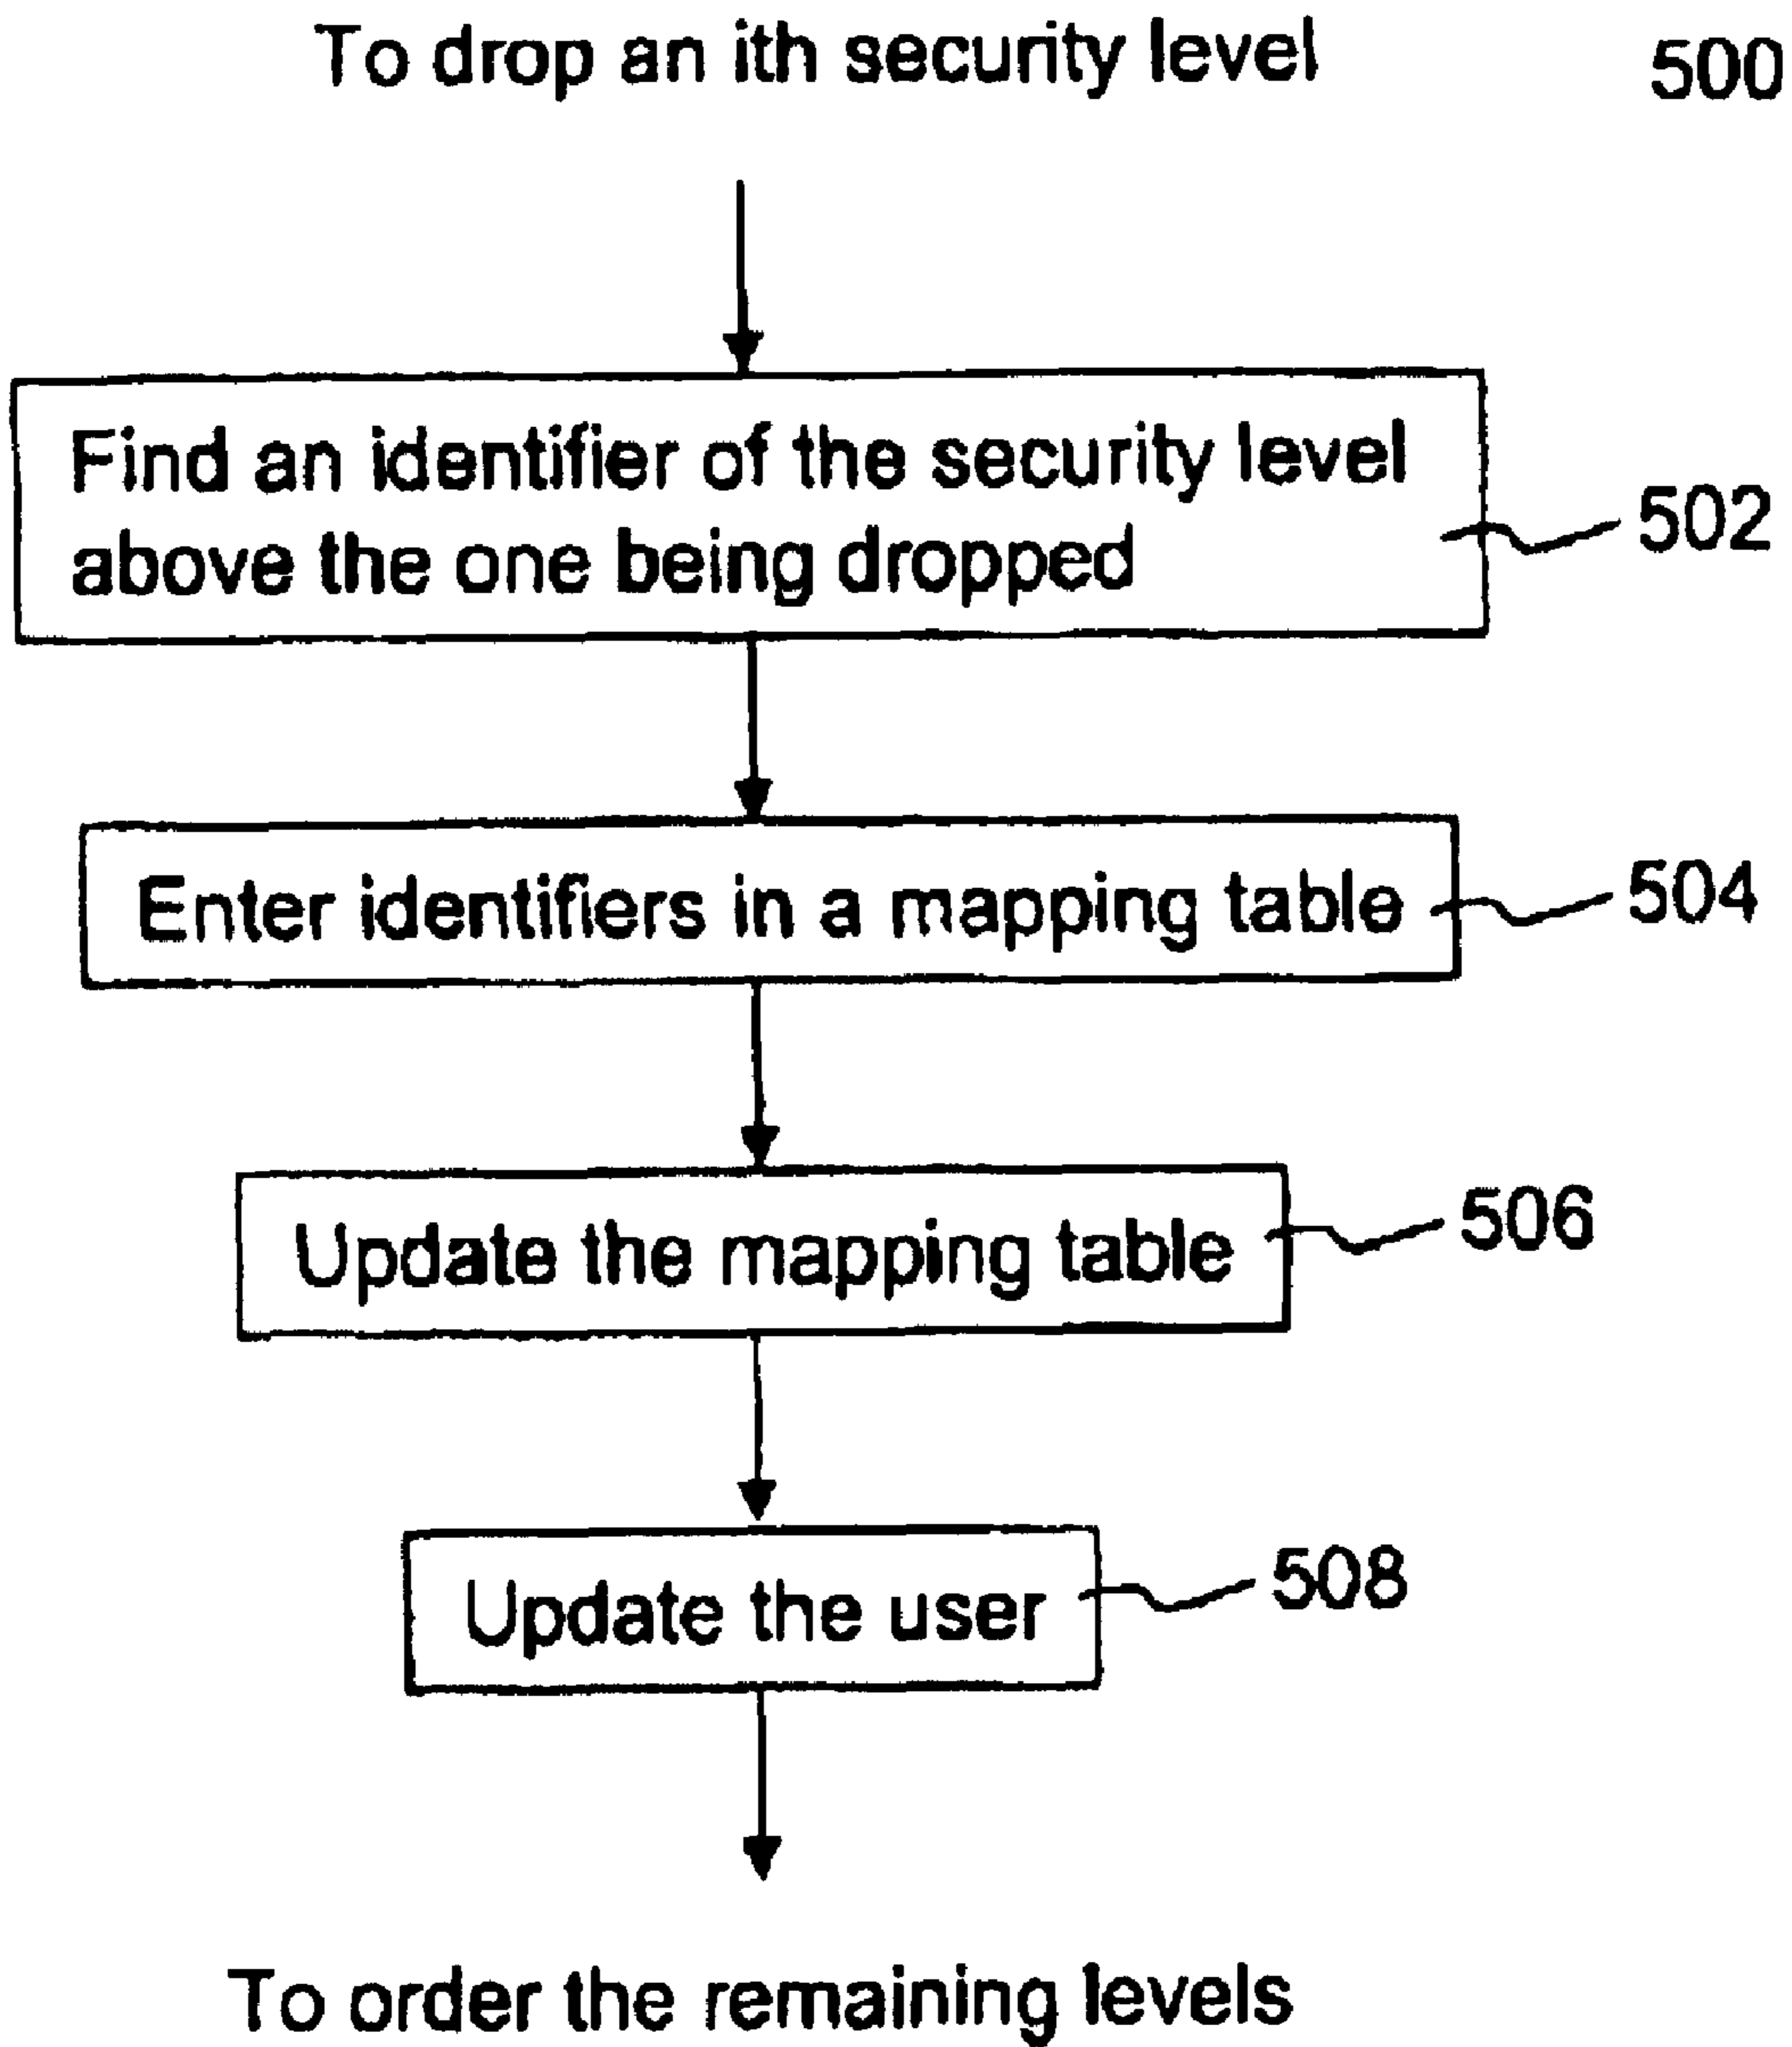 To drop an ith security level
500
Find an identifier of the security level
above the one being dropped
502
Enter identifiers in a mapping table
504
Update the mapping table
506
Update the user
508
To order the remaining levels